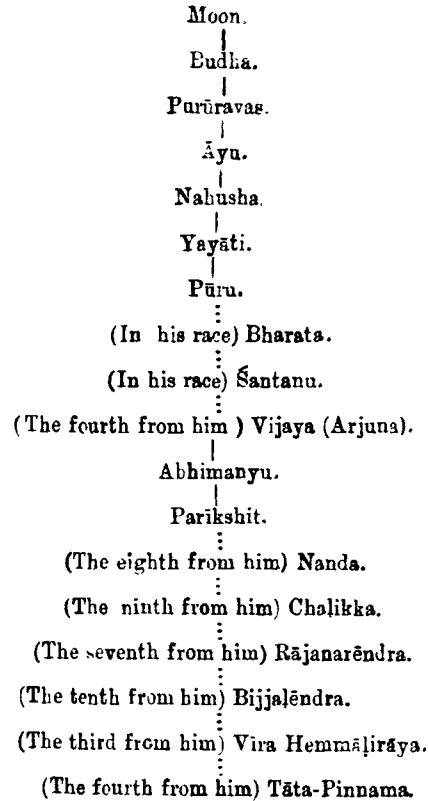 Moon.
Budha.
Purūravas.
Āyu.
Nahusha.
Yayāti.
Pūru.
(In his race) Bharata.
(In his race) Śantanu.
(The fourth from him) Vijaya (Arjuna).
Abhimanyu.
Parīkshit.
(The eighth from him) Nanda.
(The ninth from him) Chaḷikka.
(The seventh from him) Rājanarēndra.
(The tenth from him) Bijjaḷēndra.
(The third from him) Vīra Hemmāḷirāya.
(The fourth from him) Tāta-Pinnama.